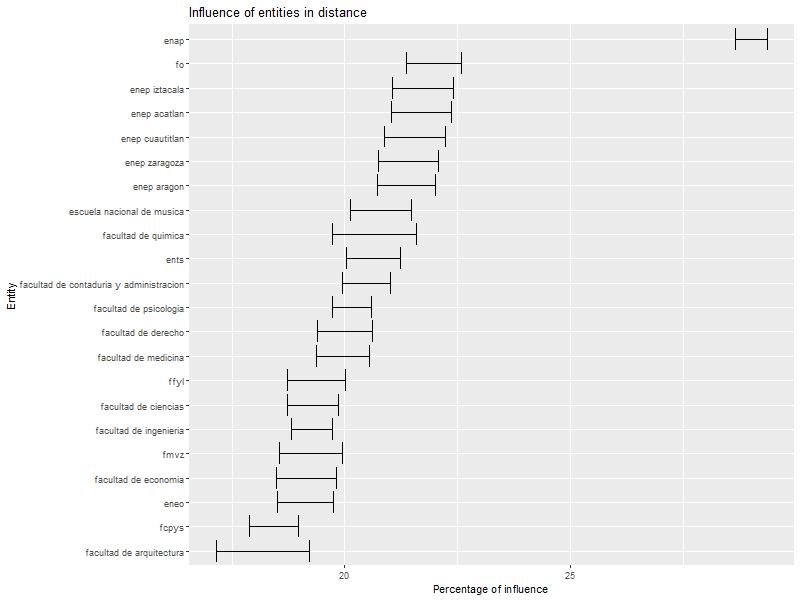 Influence of entities in distance
enap
fo
enep iztacala
enep acatlan
enep cuautitlan
enep zaragoza
enep aragon
escuela nacional de musica
facultad de quimica
ents
facultad de contaduria y administracion
facultad de psicologia
facultad de derecho
facultad de medicina
ffyl
facultad de ciencias
facultad de ingenieria
fmvz
facultad de economia
eneo
fcpys
facultad de arquitectura
Entity
20 25
Percentage of influence